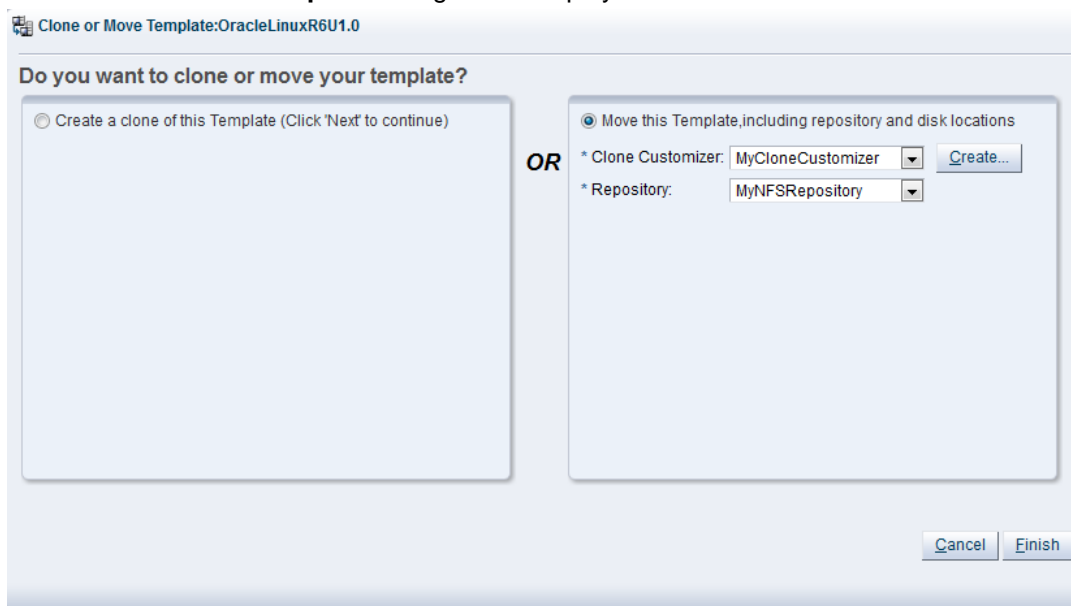 Clone or Move Template:OracleLinuxR6U1.0
Do you want to clone or move your template?
Create a clone of this Template (Click 'Next' to continue)
OR
Move this Template,including repository and disk locations
* Clone Customizer: MyCloneCustomizer Create...
* Repository: MyNFSRepository
Cancel Finish